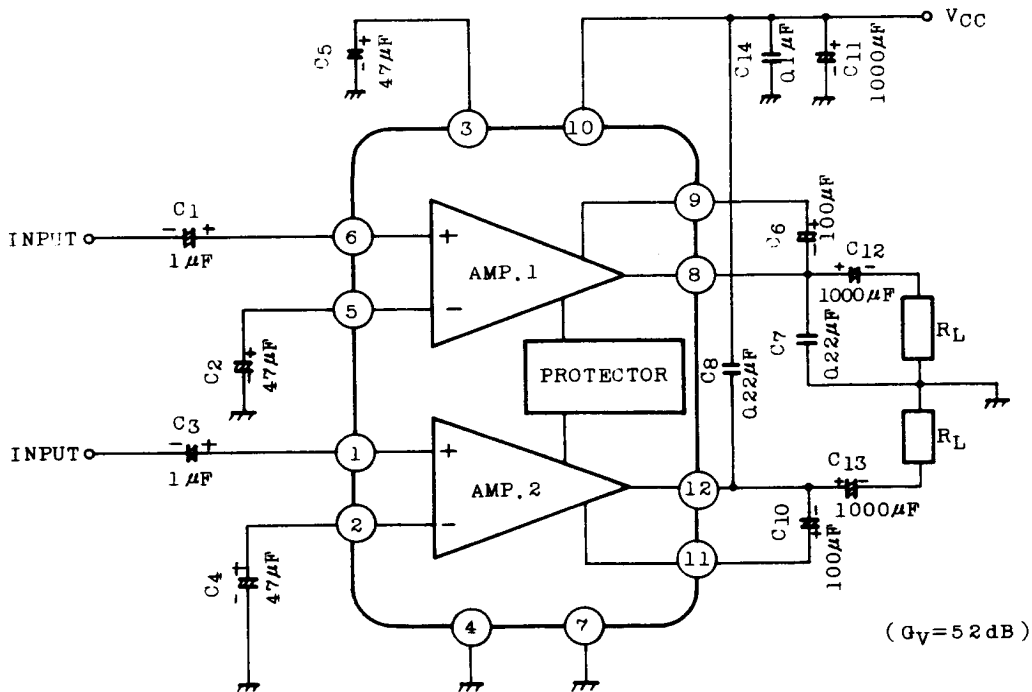 VCC
C5
47μF
C14
0.1μF
C11
1000μF
3
10
9
C6
100μF
INPUT
C1
1μF
6
AMP.1
8
C12
1000μF
5
C2
47μF
RL
C7
0.22μF
C8
0.22μF
PROTECTOR
INPUT
C3
1μF
1
RL
AMP.2
12
C13
1000μF
2
C10
100μF
11
C4
47μF
4
7
(GV=52dB)